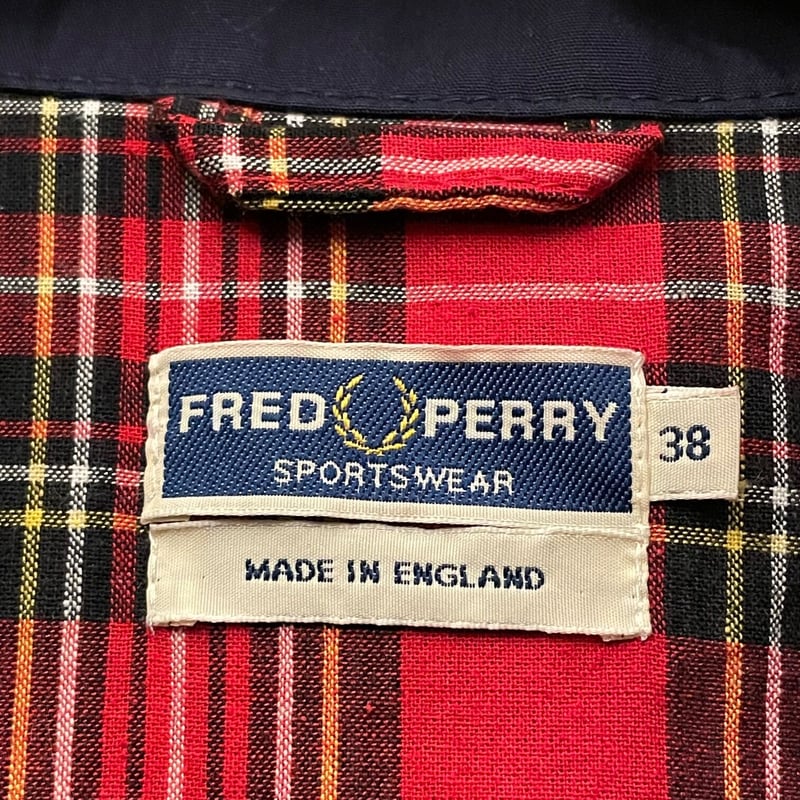 FRED PERRY
SPORTSWEAR
38
MADE IN ENGLAND